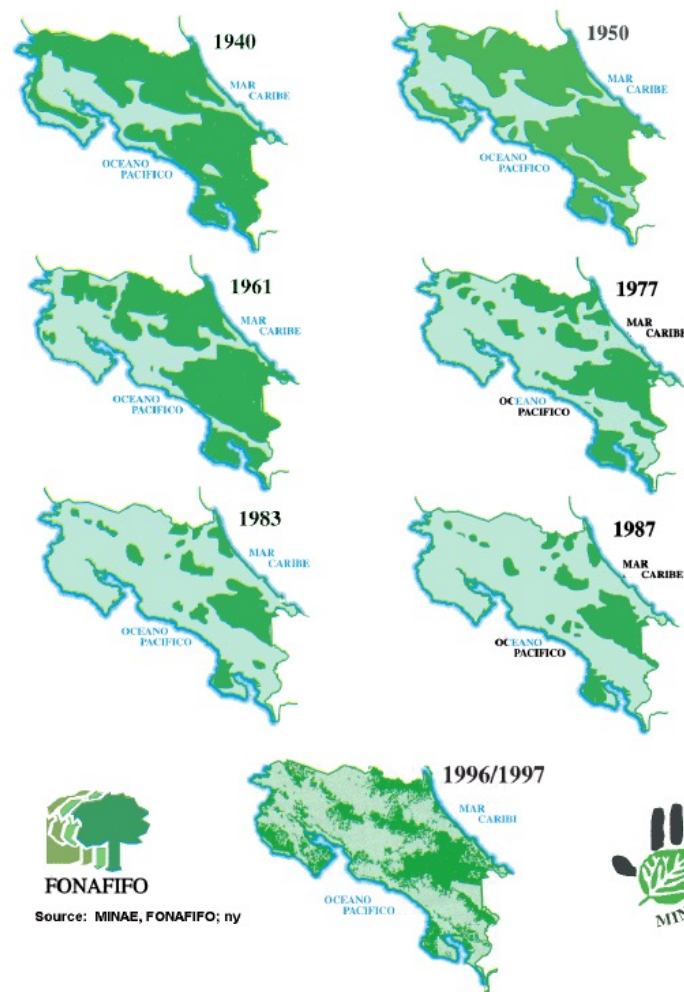 1940
MAR
CARIBE
OCEANO
PACIFICO
1950
MAR
CARIBE
OCEANO
PACIFICO
1961
MAR
CARIBE
OCEANO
PACIFICO
1977
MAR
CARIBE
OCEANO
PACIFICO
1983
MAR
CARIBE
OCEANO
PACIFICO
1987
MAR
CARIBE
OCEANO
PACIFICO
1996/1997
MAR
CARIBI
OCEANO
PACIFICO
FONAFIFO
Source: MINAE, FONAFIFO; ny
MIN